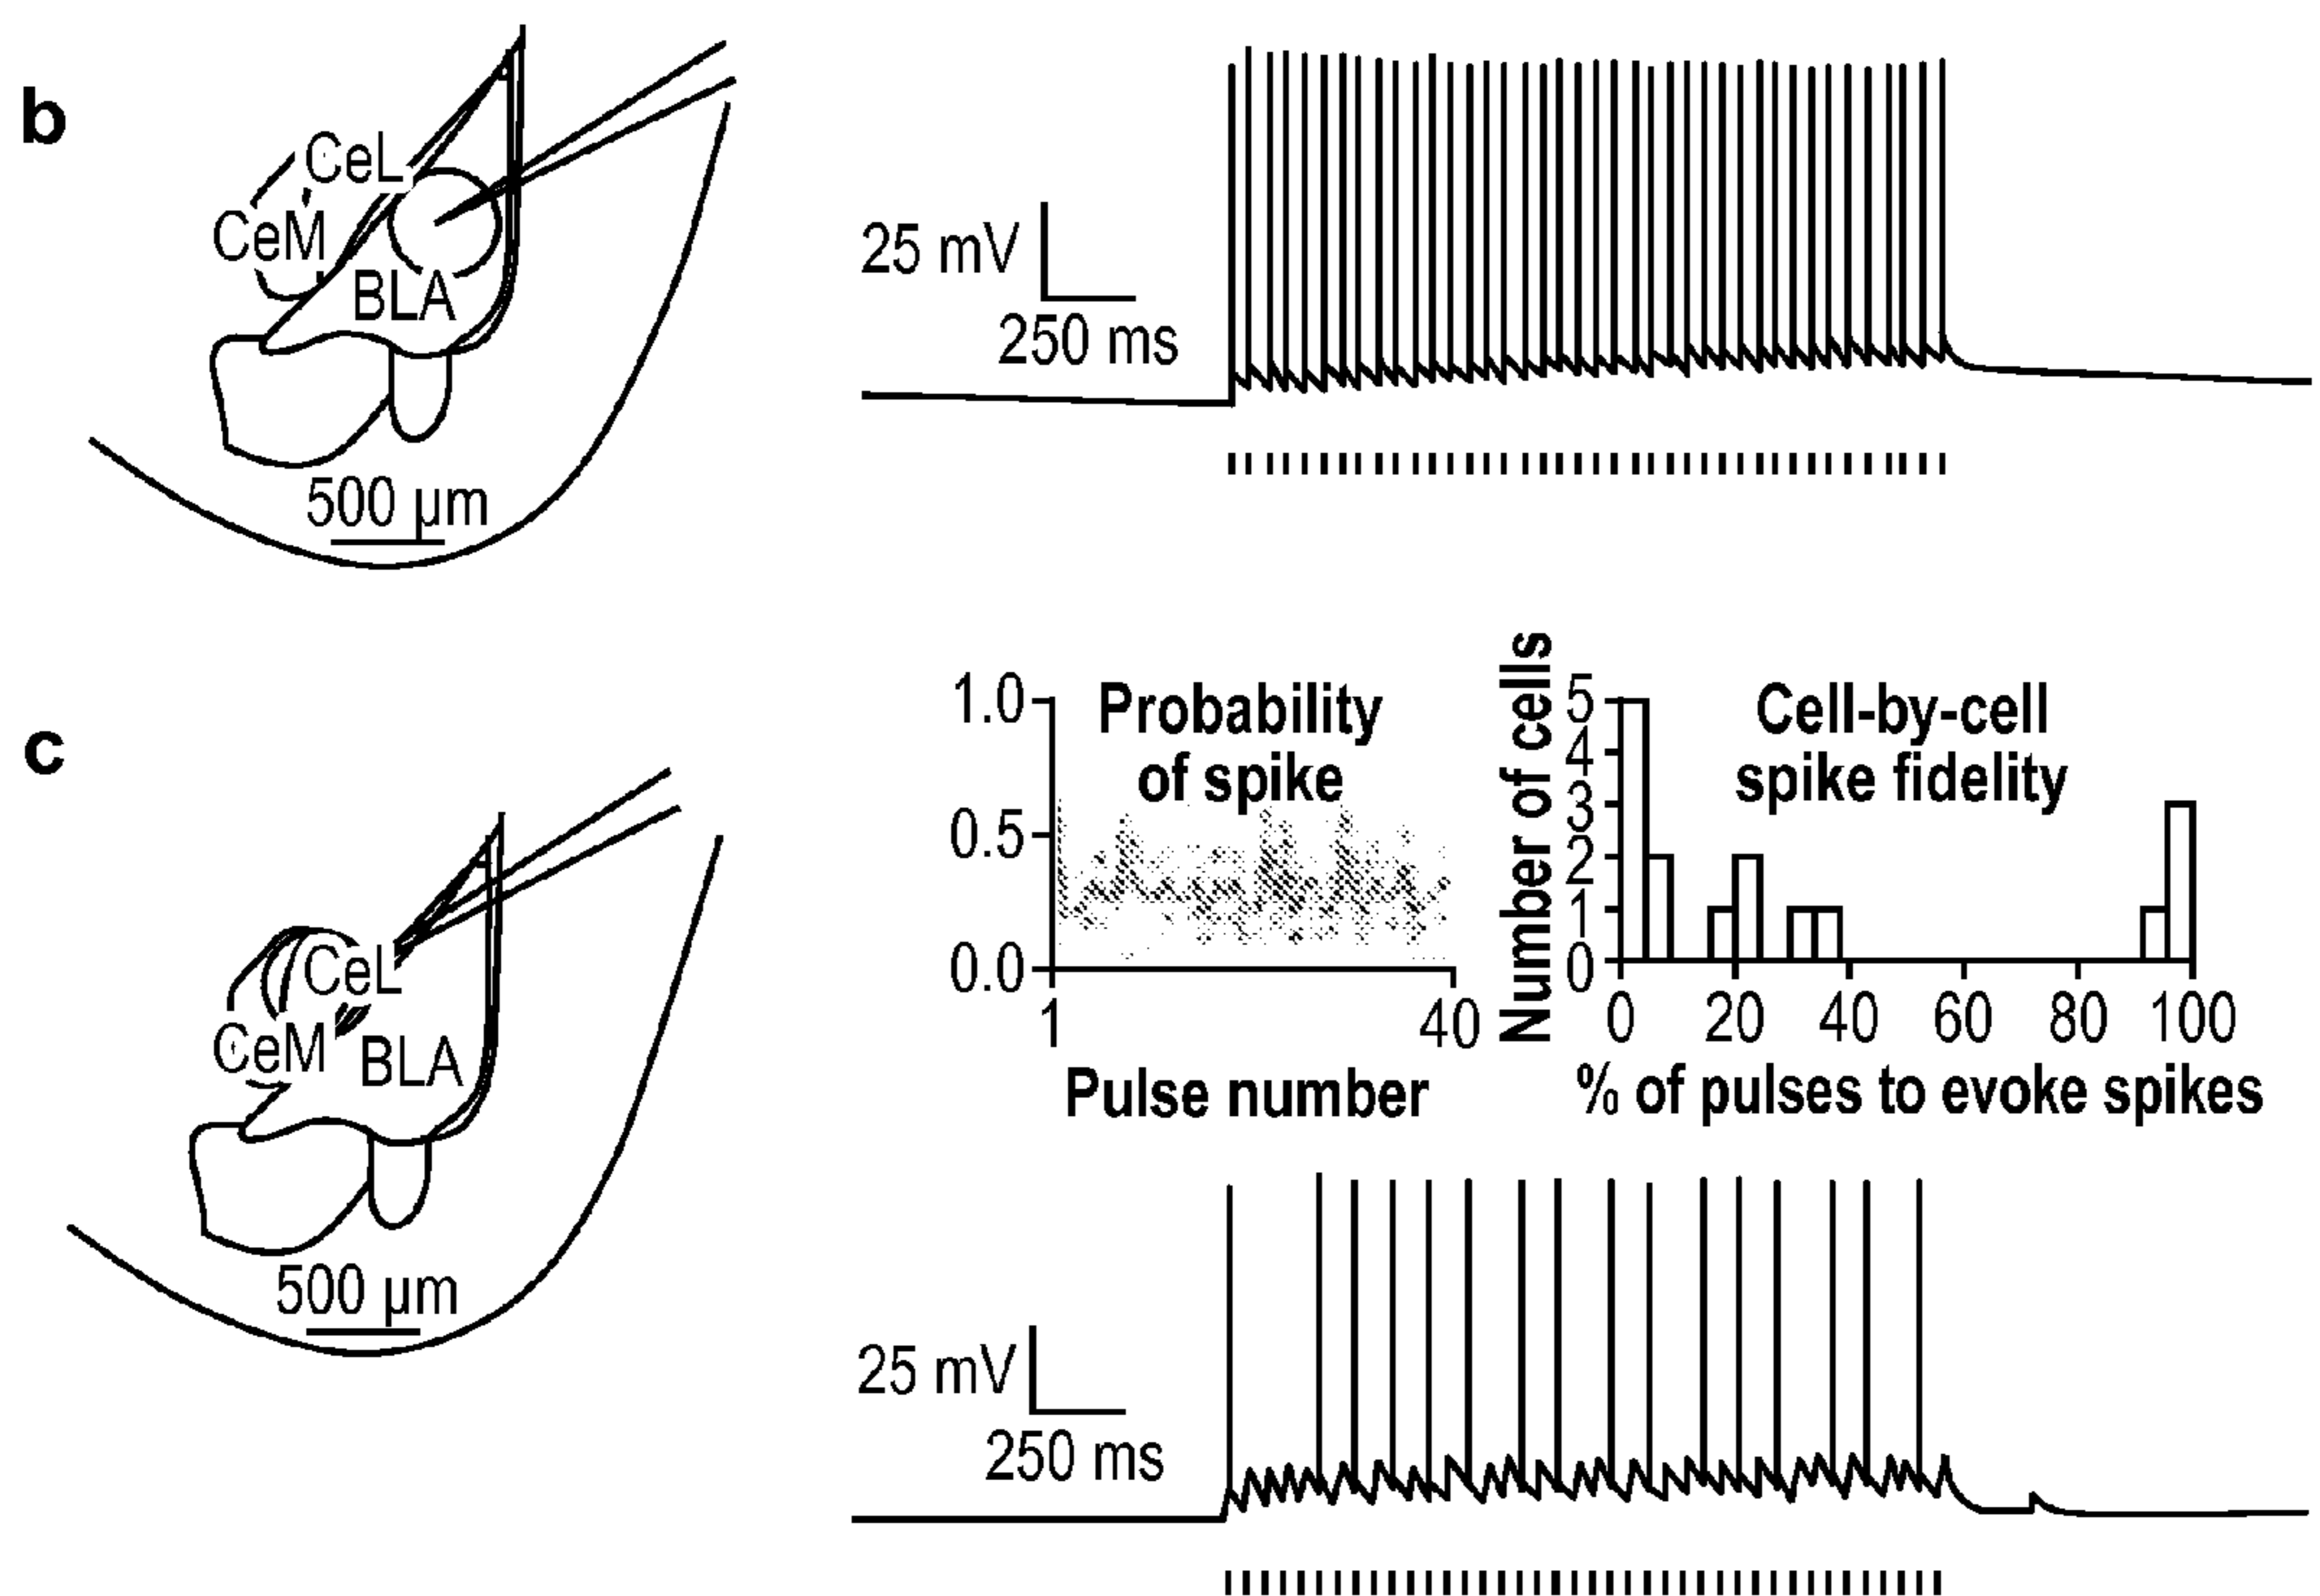 b
CeL
CeM
BLA
500 µm
25 mV
250 ms
c
CeL
CeM
BLA
500 µm
1.0
0.5
0.0
Probability
of spike
1
40
Pulse number
Number of cells
5
4
3
2
1
0
Cell-by-cell
spike fidelity
0 20 40 60 80 100
% of pulses to evoke spikes
25 mV
250 ms